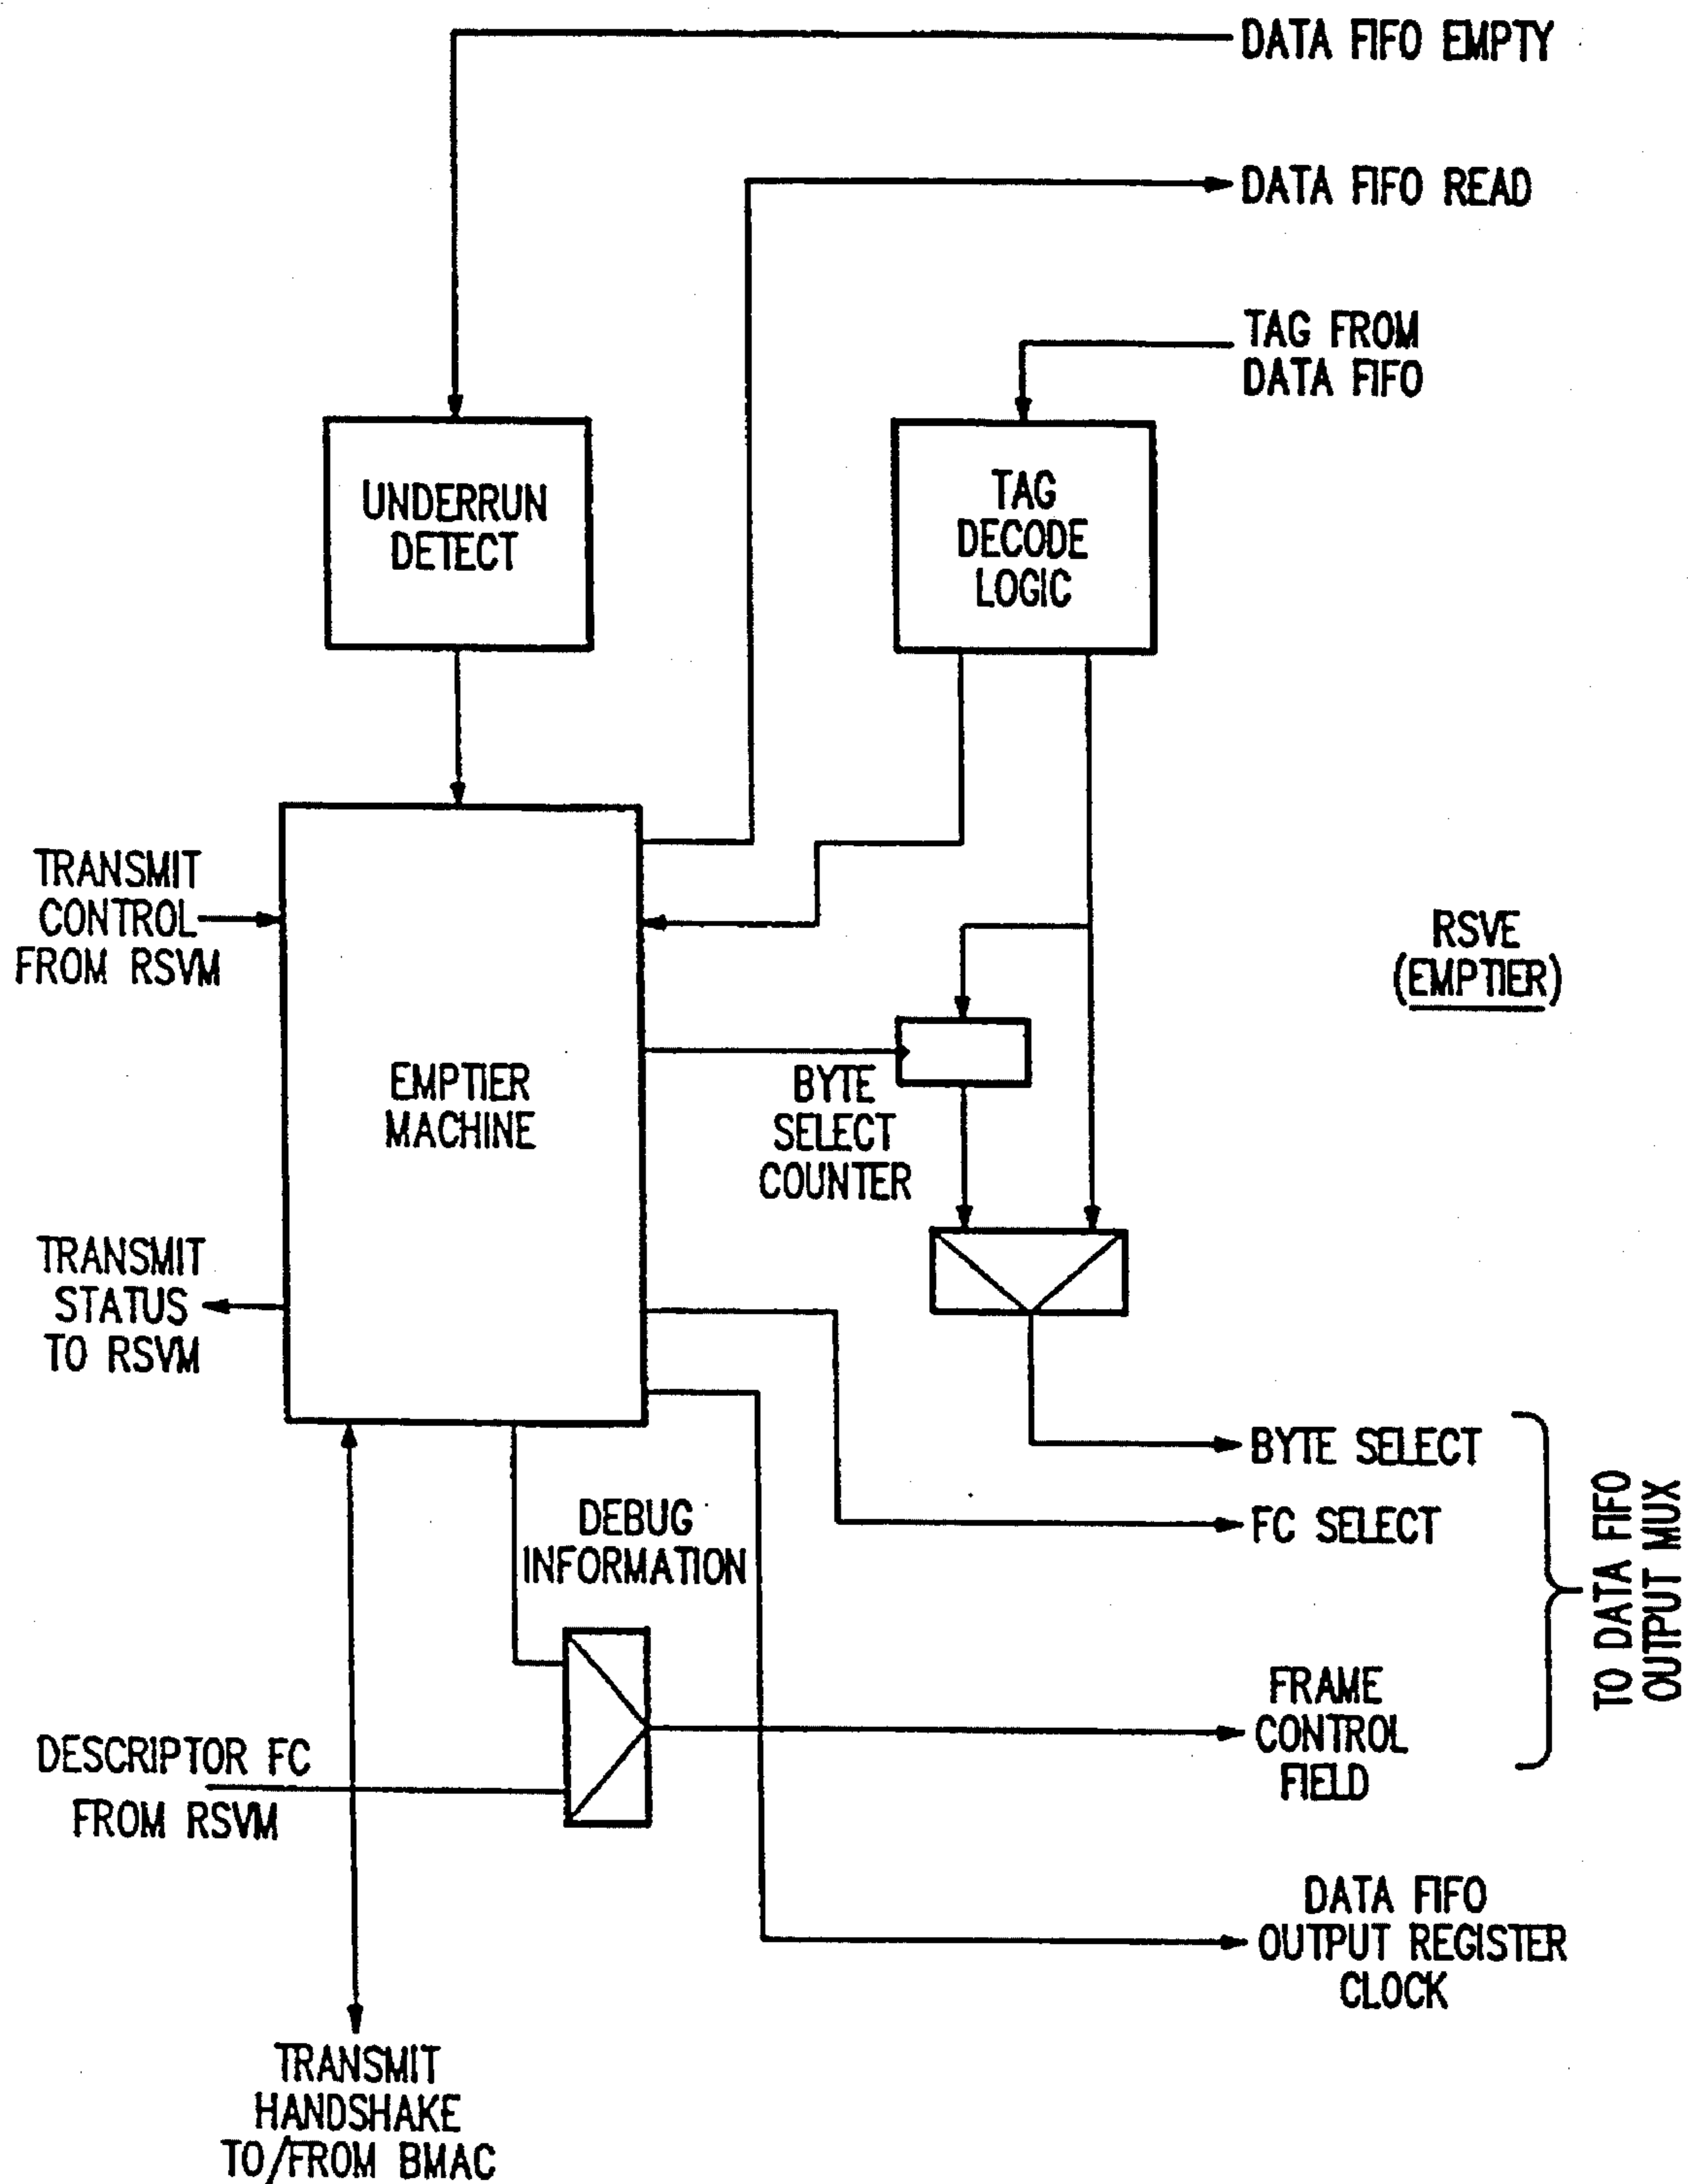 DATA FIFO EMPTY
DATA FIFO READ
TAG FROM
DATA FIFO
UNDERRUN
DETECT
TAG
DECODE
LOGIC
TRANSMIT
CONTROL
FROM RSVM
RSVE
(EMPTIER)
EMPTIER
MACHINE
BYTE
SELECT
COUNTER
TRANSMIT
STATUS
TO RSVM
BYTE SELECT
FC SELECT
TO DATA FIFO
OUTPUT MUX
DEBUG
INFORMATION
FRAME
CONTROL
FIELD
DESCRIPTOR FC
FROM RSVM
DATA FIFO
OUTPUT REGISTER
CLOCK
TRANSMIT
HANDSHAKE
TO/FROM BMAC